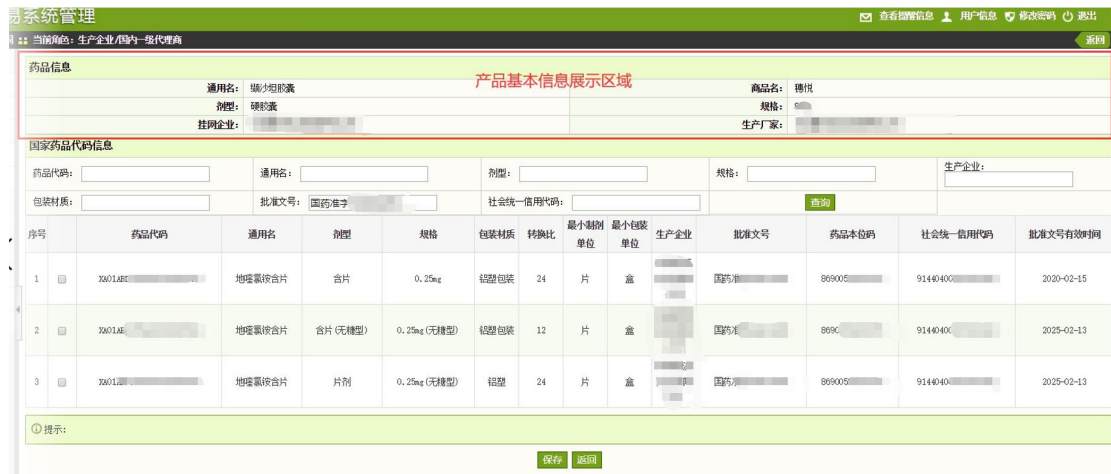 易系统管理
查看提醒信息 用户信息 修改密码 退出
当前角色：生产企业/国内一级代理商 返回
药品信息
产品基本信息展示区域
通用名： 缬沙坦胶囊 商品名： 穗悦
剂型： 硬胶囊 规格：
挂网企业： 生产厂家：
国家药品代码信息
药品代码： 通用名： 剂型： 规格： 生产企业：
包装材质： 批准文号： 国药准字 社会统一信用代码： 查询
序号 药品代码 通用名 剂型 规格 包装材质 转换比 最小制剂单位 最小包装单位 生产企业 批准文号 药品本位码 社会统一信用代码 批准文号有效时间
1 XA01AB 地喹氯铵含片 含片 0.25mg 铝塑包装 24 片 盒 国药准 869005 91440400 2020-02-15
2 XA01AB 地喹氯铵含片 含片(无糖型) 0.25mg(无糖型) 铝塑包装 12 片 盒 国药准 8690 9144040 2025-02-13
3 XA01 地喹氯铵含片 片剂 0.25mg(无糖型) 铝塑 24 片 盒 国药 869005 9144040 2025-02-13
提示：
保存 返回